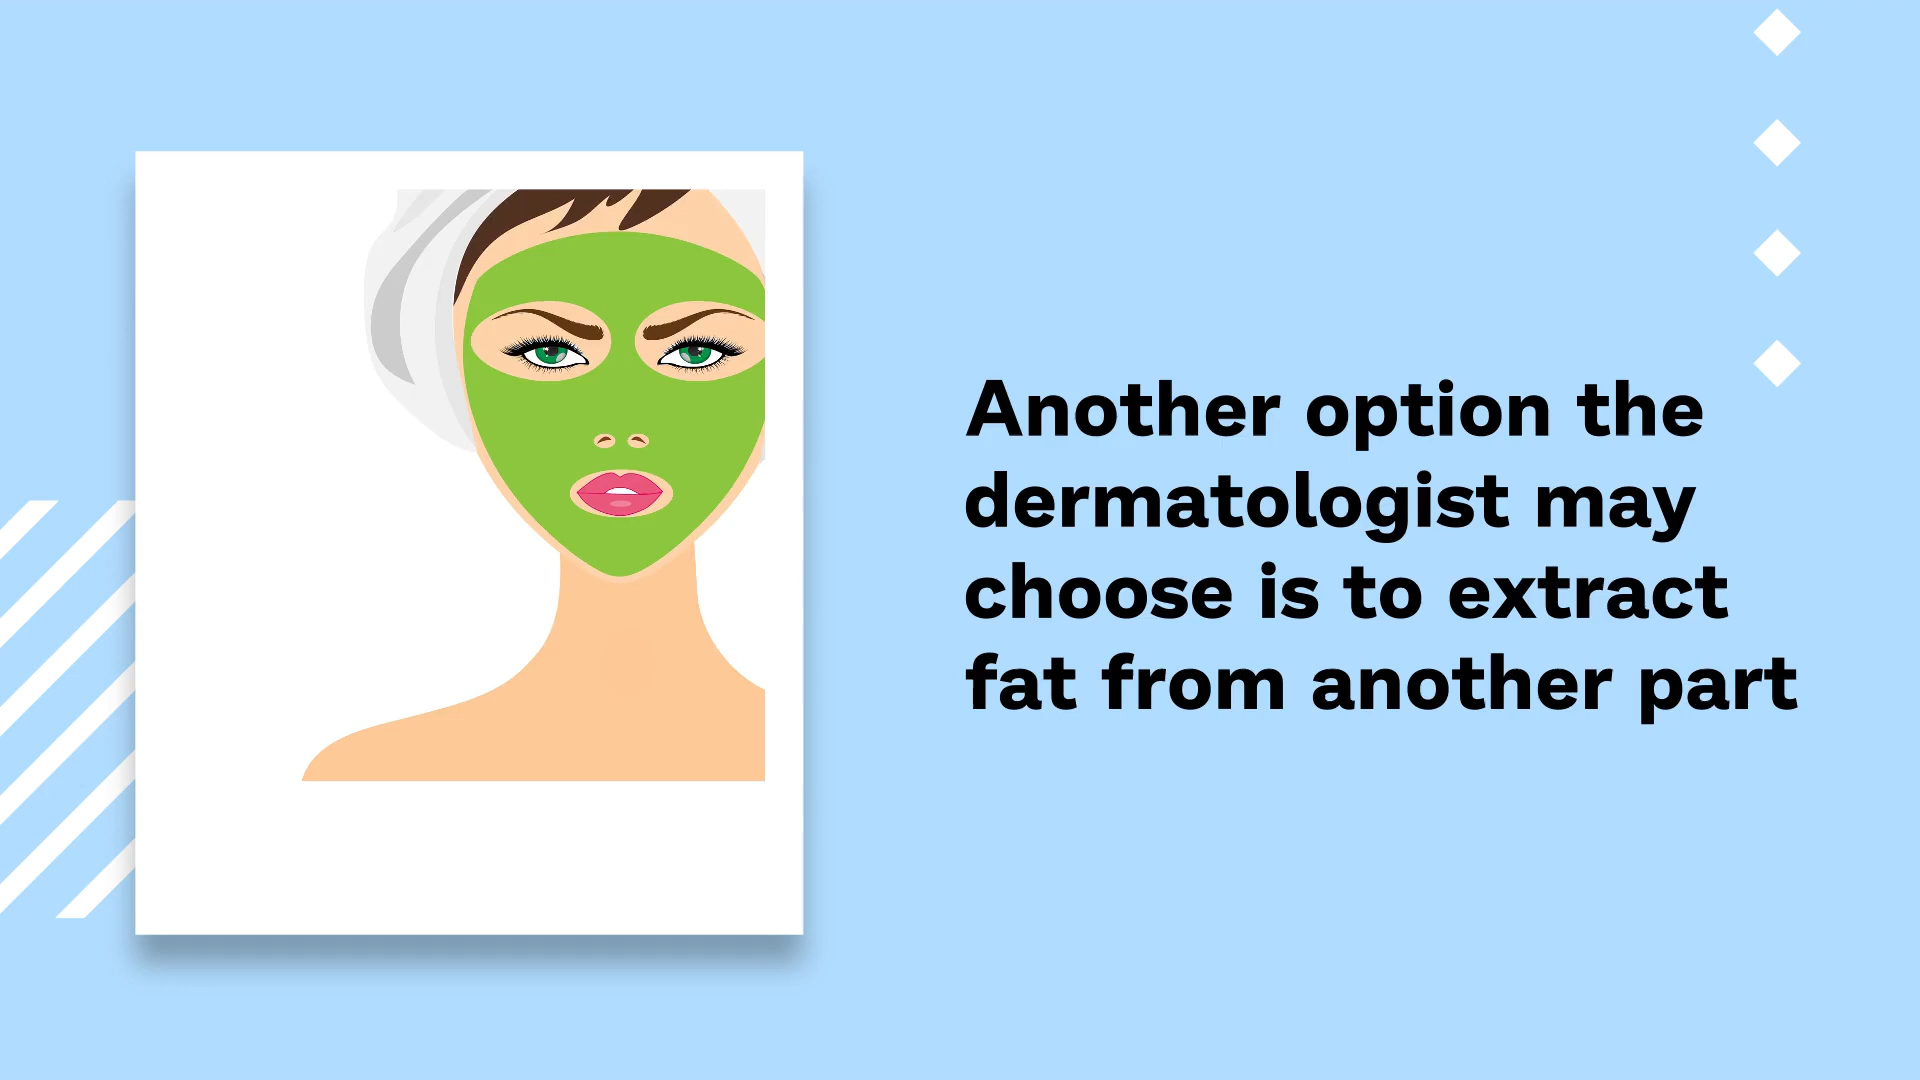 Another option the
dermatologist may
choose is to extract
fat from another part